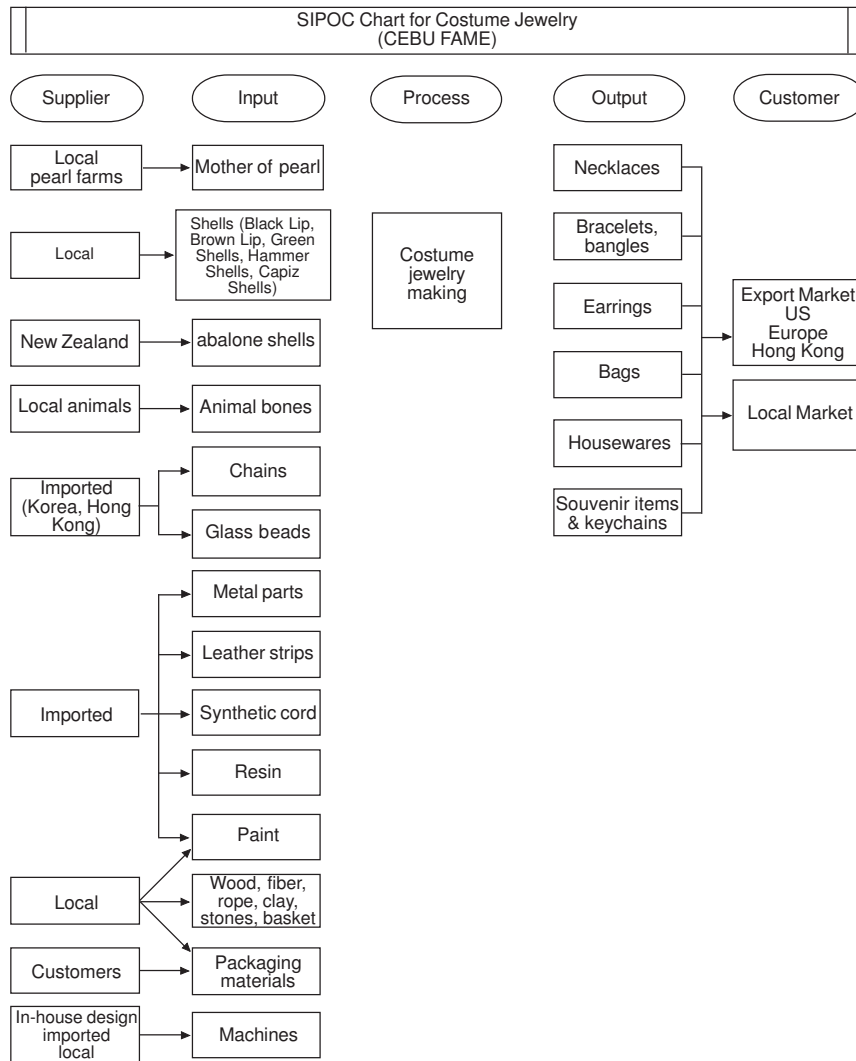 SIPOC Chart for Costume Jewelry
(CEBU FAME)
Supplier
Input
Process
Output
Customer
Local
pearl farms
Mother of pearl
Local
Shells (Black Lip,
Brown Lip, Green
Shells, Hammer
Shells, Capiz
Shells)
New Zealand
abalone shells
Local animals
Animal bones
Imported
(Korea, Hong
Kong)
Chains
Glass beads
Imported
Metal parts
Leather strips
Synthetic cord
Resin
Paint
Local
Wood, fiber,
rope, clay,
stones, basket
Customers
Packaging
materials
In-house design
imported
local
Machines
Costume
jewelry
making
Necklaces
Bracelets,
bangles
Earrings
Bags
Housewares
Souvenir items
& keychains
Export Market
US
Europe
Hong Kong
Local Market